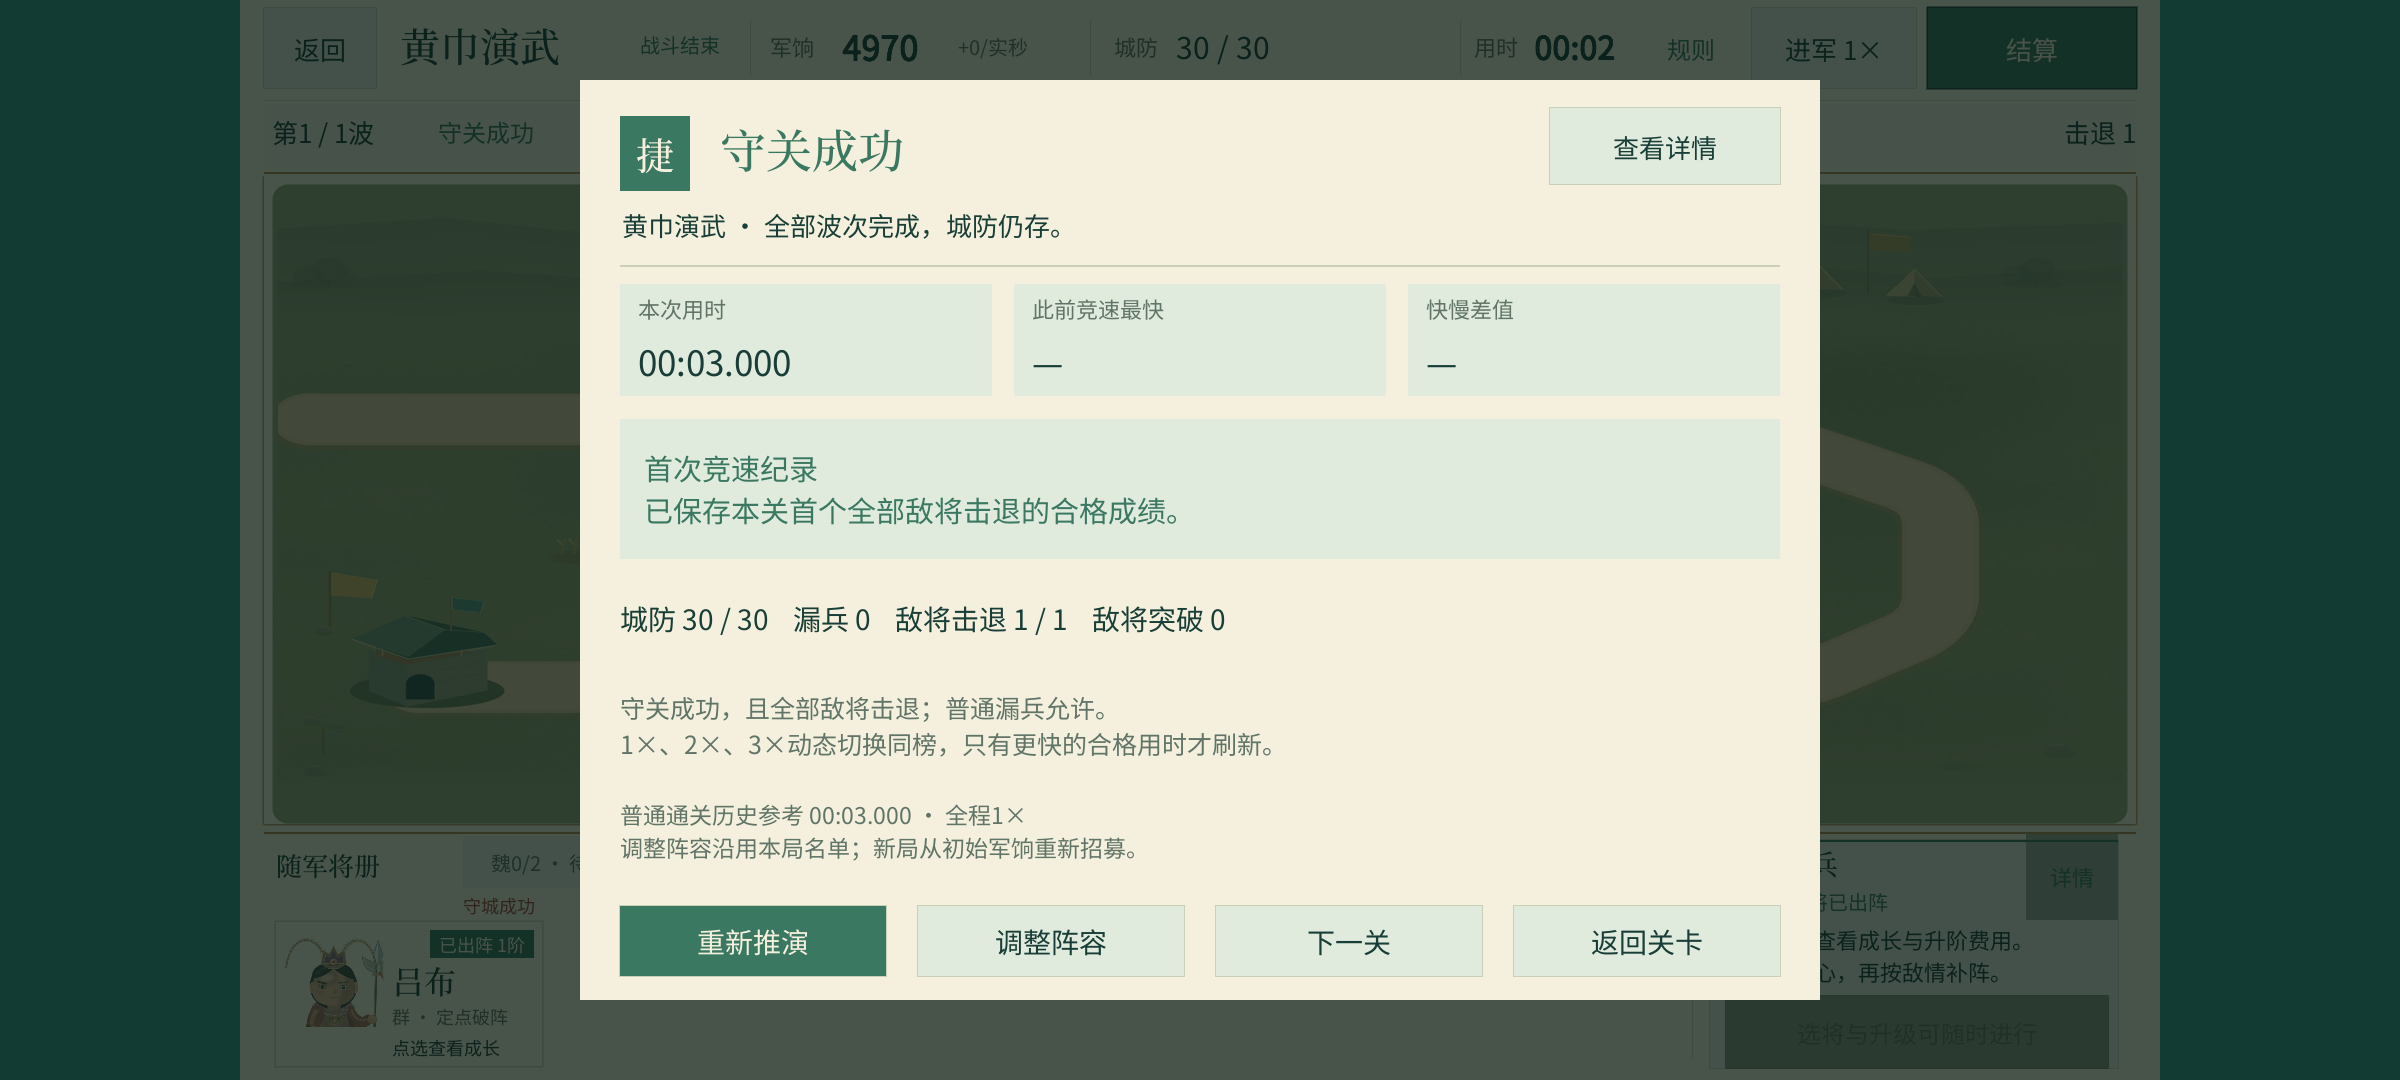 返回
黄巾演武
战斗结束
军饷 4970 +0/实秒
城防 30 / 30
用时 00:02
规则
进军 1×
结算
第1 / 1波
守关成功
击退 1
捷
守关成功
查看详情
黄巾演武 · 全部波次完成，城防仍存。
本次用时
00:03.000
此前竞速最快
—
快慢差值
—
首次竞速纪录
已保存本关首个全部敌将击退的合格成绩。
城防 30 / 30 漏兵 0 敌将击退 1 / 1 敌将突破 0
守关成功，且全部敌将击退；普通漏兵允许。
1×、2×、3×动态切换同榜，只有更快的合格用时才刷新。
普通通关历史参考 00:03.000 · 全程1×
调整阵容沿用本局名单；新局从初始军饷重新招募。
重新推演
调整阵容
下一关
返回关卡
随军将册
魏0/2 ·
守城成功
已出阵 1阶
吕布
群 · 定点破阵
点选查看成长
兵
详情
已出阵
查看成长与升阶费用。
心，再按敌情补阵。
选将与升级可随时进行